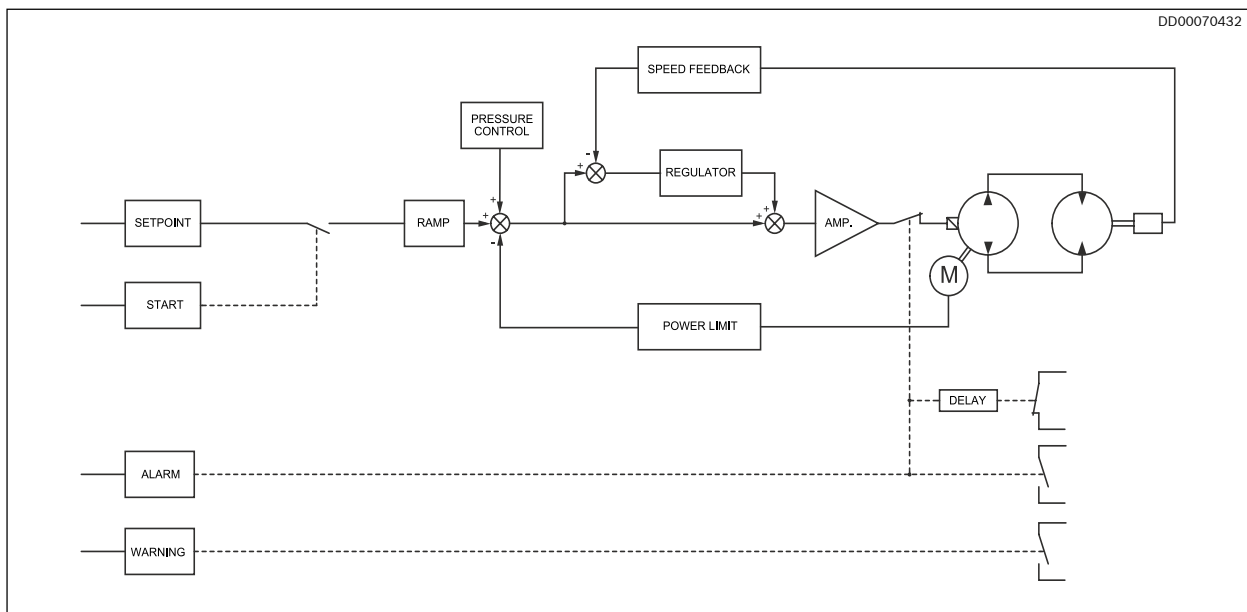 DD00070432
SPEED FEEDBACK
PRESSURE
CONTROL
-
+
REGULATOR
+
SETPOINT
RAMP
+
+
-
+
AMP.
START
M
POWER LIMIT
DELAY
ALARM
WARNING